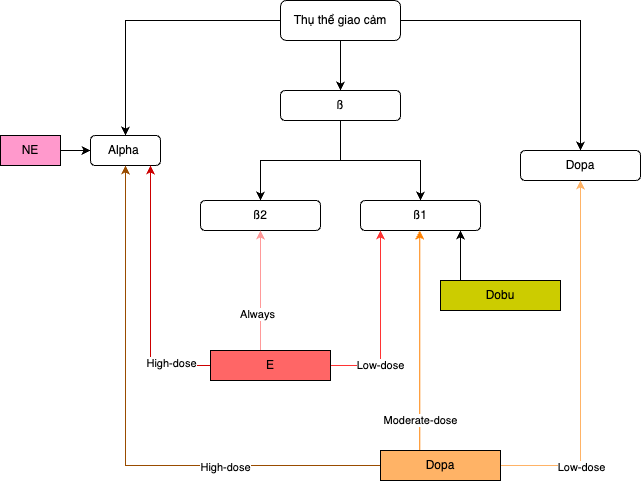 Thụ thể giao cảm
ß
NE
Alpha
Dopa
ß2
ß1
Dobu
Always
High-dose
E
Low-dose
Moderate-dose
High-dose
Dopa
Low-dose